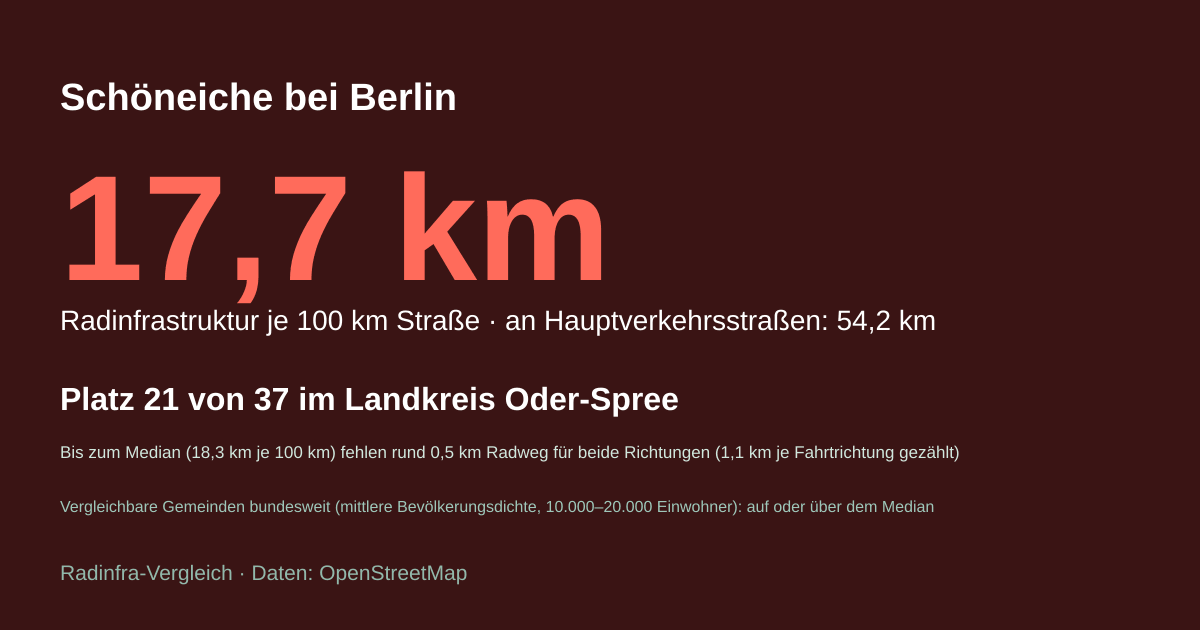 Schöneiche bei Berlin
17,7 km
Radinfrastruktur je 100 km Straße · an Hauptverkehrsstraßen: 54,2 km
Platz 21 von 37 im Landkreis Oder-Spree
Bis zum Median (18,3 km je 100 km) fehlen rund 0,5 km Radweg für beide Richtungen (1,1 km je Fahrtrichtung gezählt)
Vergleichbare Gemeinden bundesweit (mittlere Bevölkerungsdichte, 10.000–20.000 Einwohner): auf oder über dem Median
Radinfra-Vergleich · Daten: OpenStreetMap